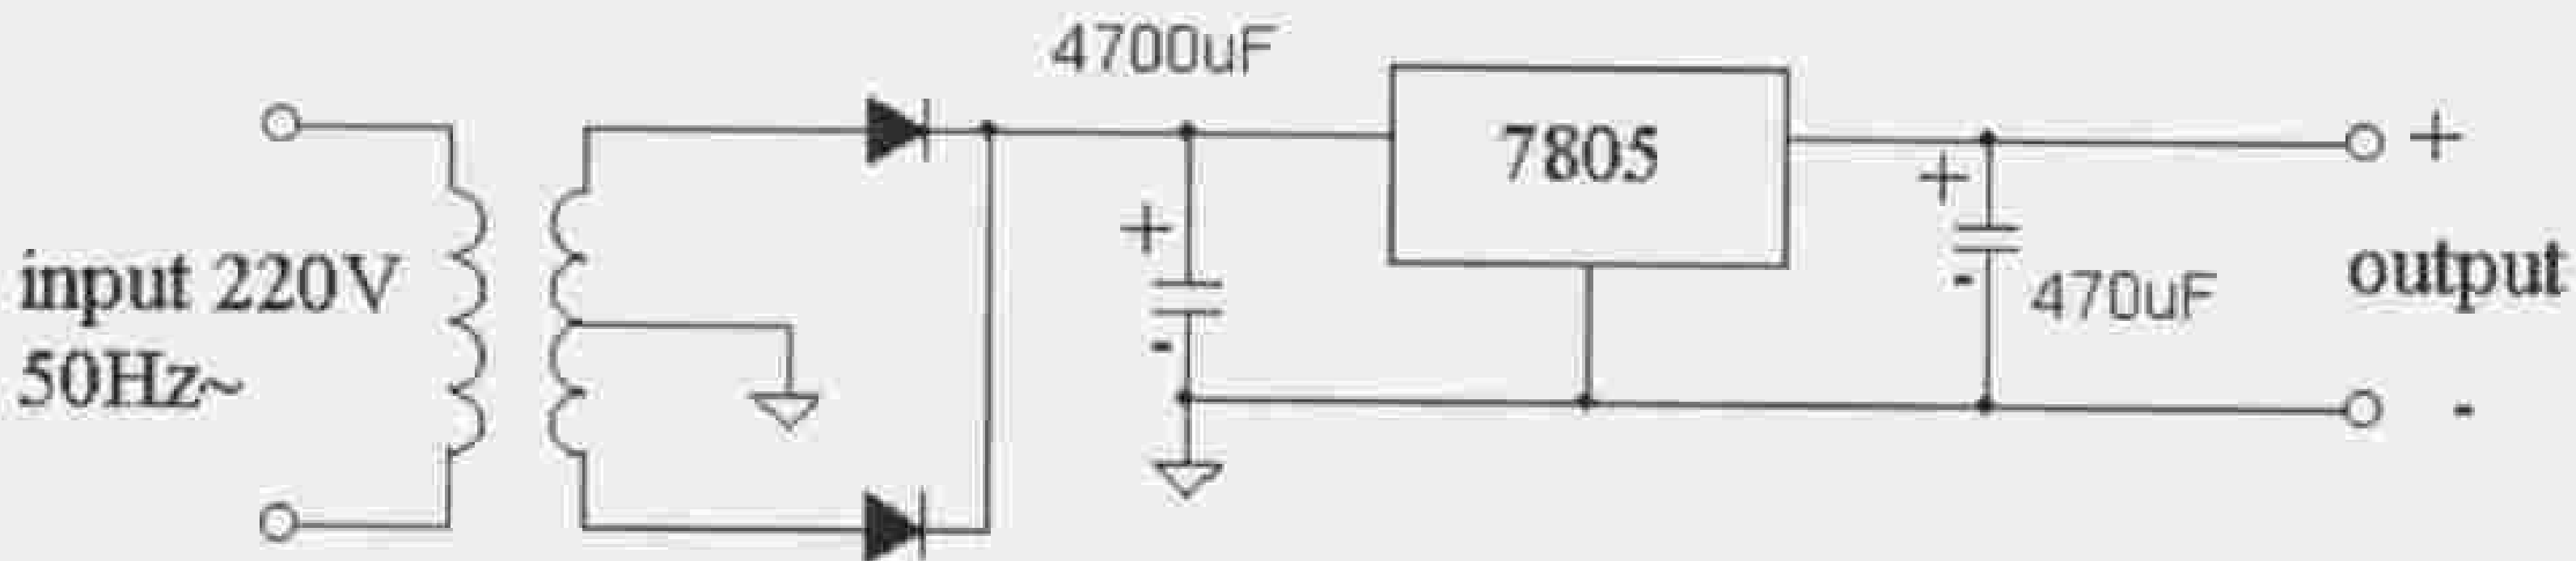 4700uF
7805
+
+
+
input 220V
50Hz~
-
-
470uF
output
-